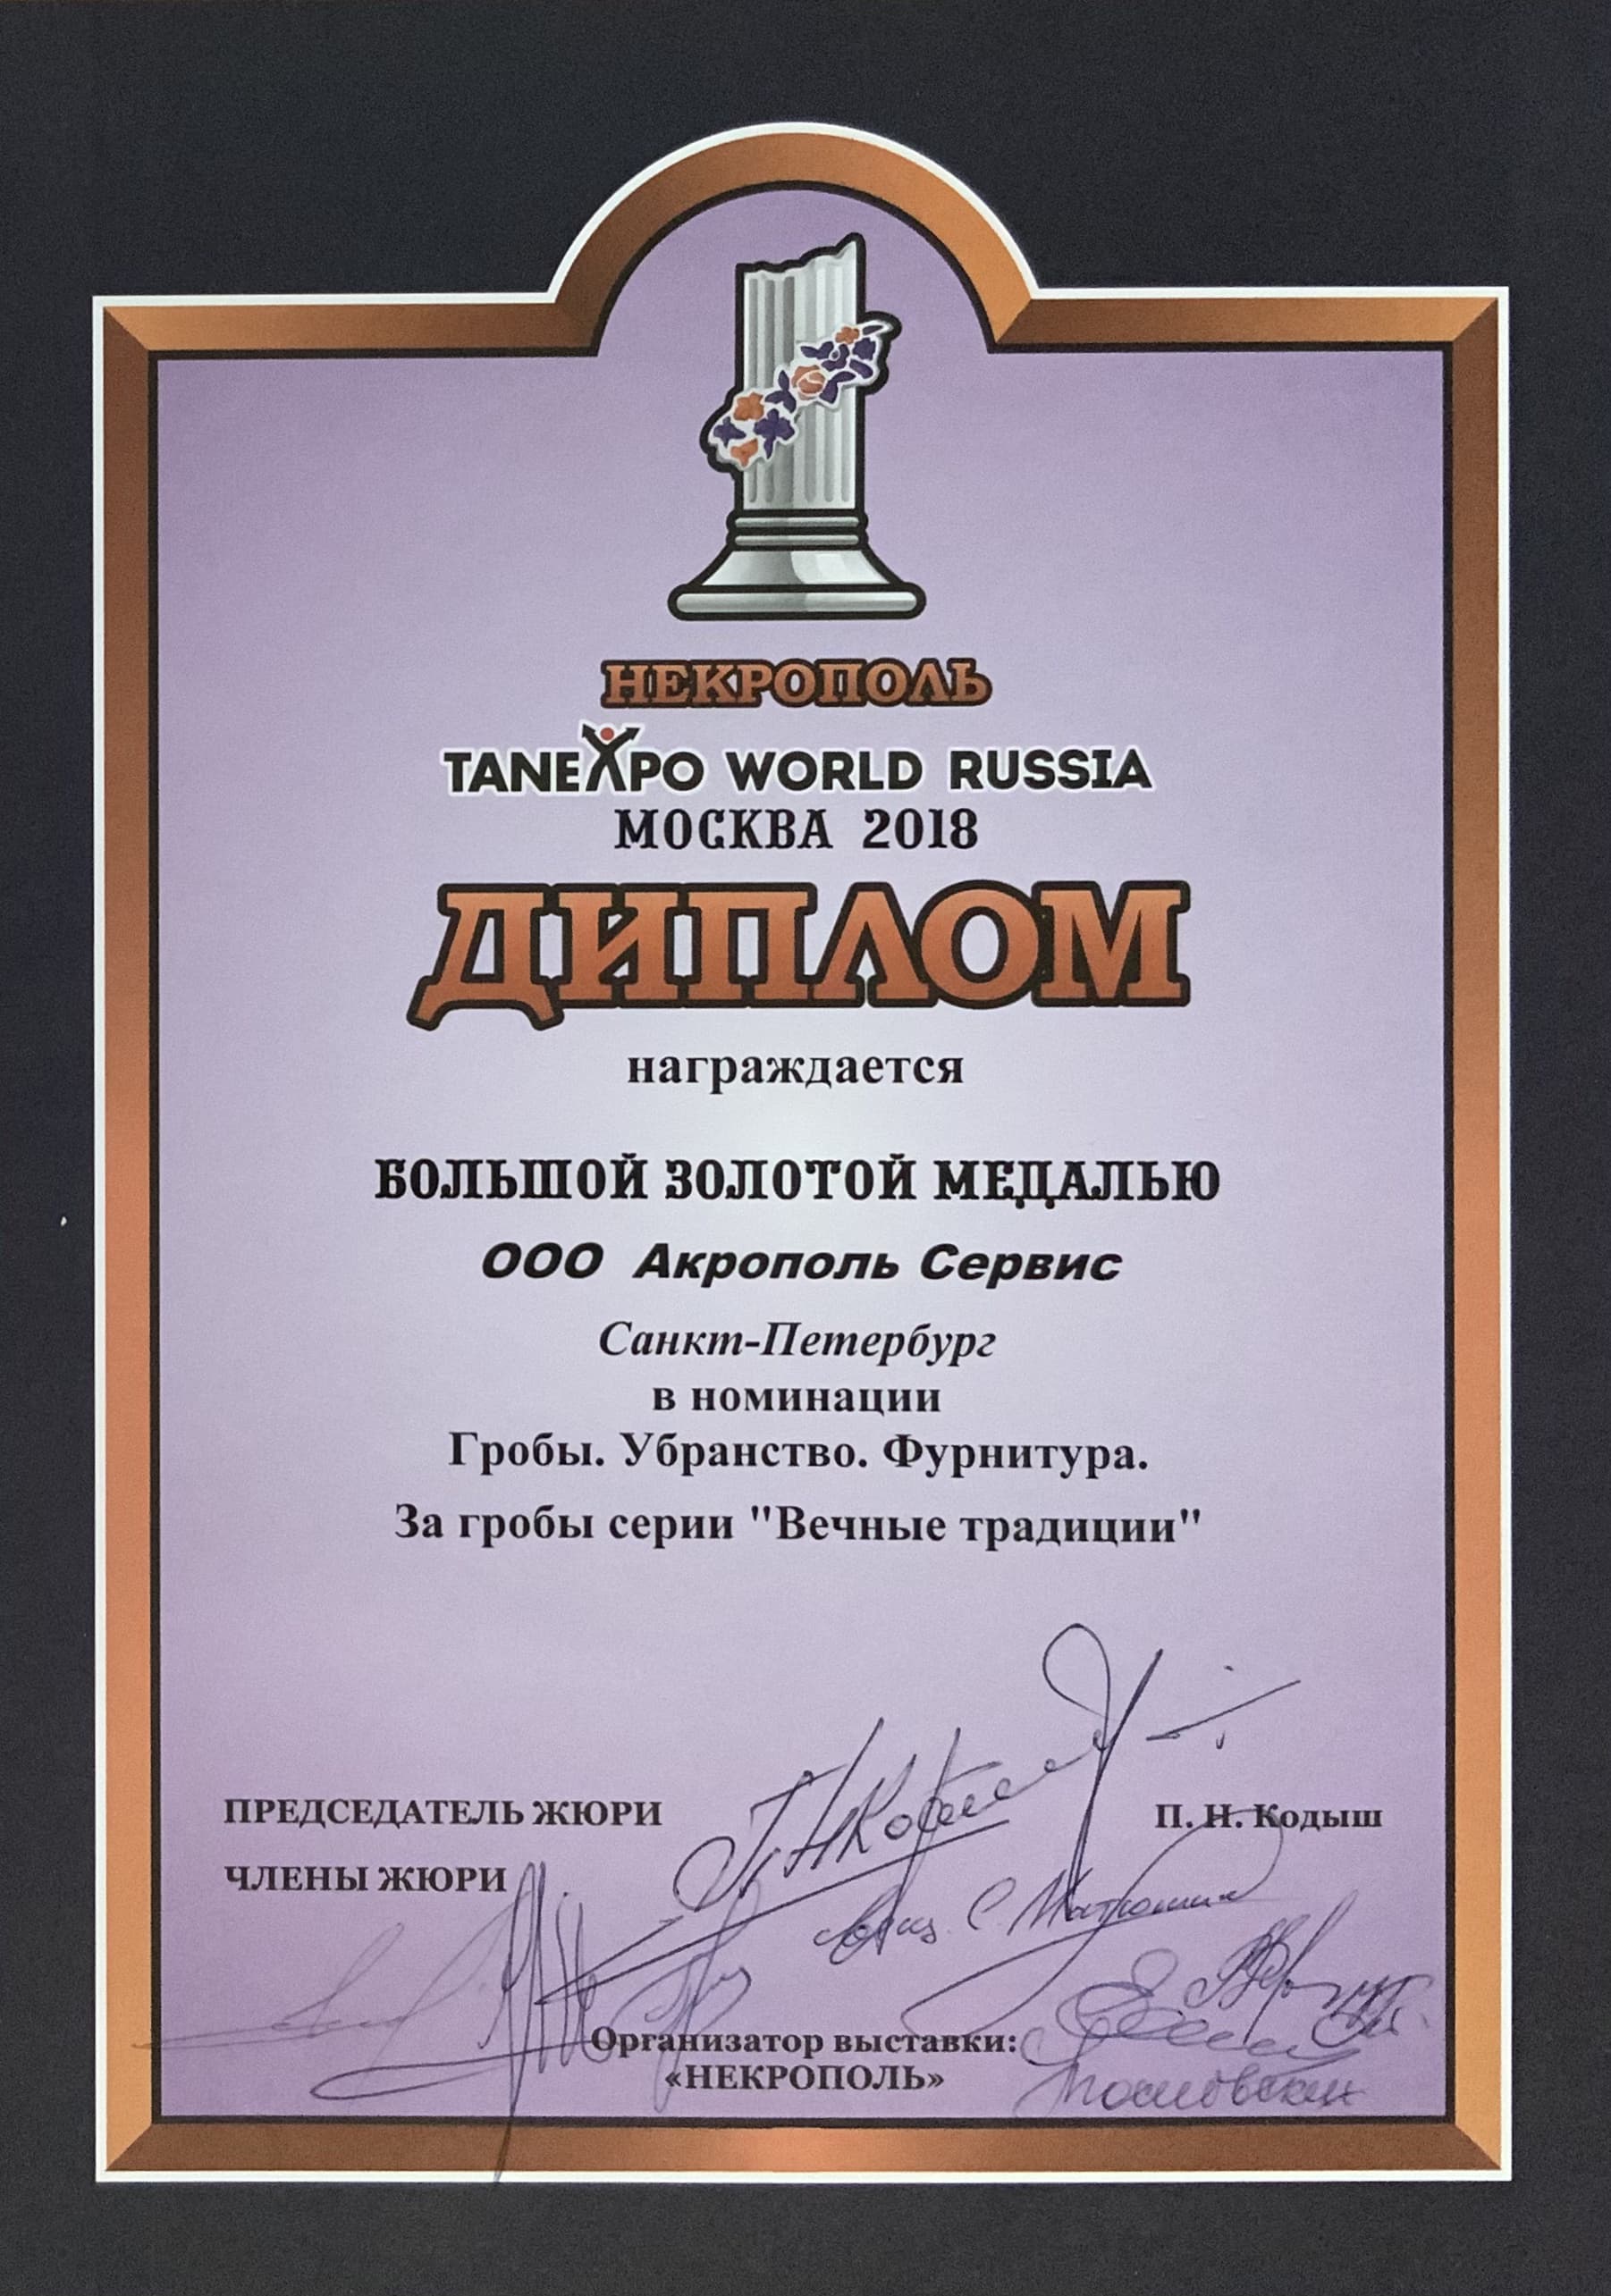 НЕКРОПОЛЬ
TANEXPO WORLD RUSSIA
МОСКВА 2018
ДИПЛОМ
награждается
БОЛЬШОЙ ЗОЛОТОЙ МЕДАЛЬЮ
ООО Акрополь Сервис
Санкт-Петербург
в номинации
Гробы. Убранство. Фурнитура.
За гробы серии "Вечные традиции"
ПРЕДСЕДАТЕЛЬ ЖЮРИ П. Н. Кодыш
ЧЛЕНЫ ЖЮРИ
Организатор выставки:
«НЕКРОПОЛЬ»